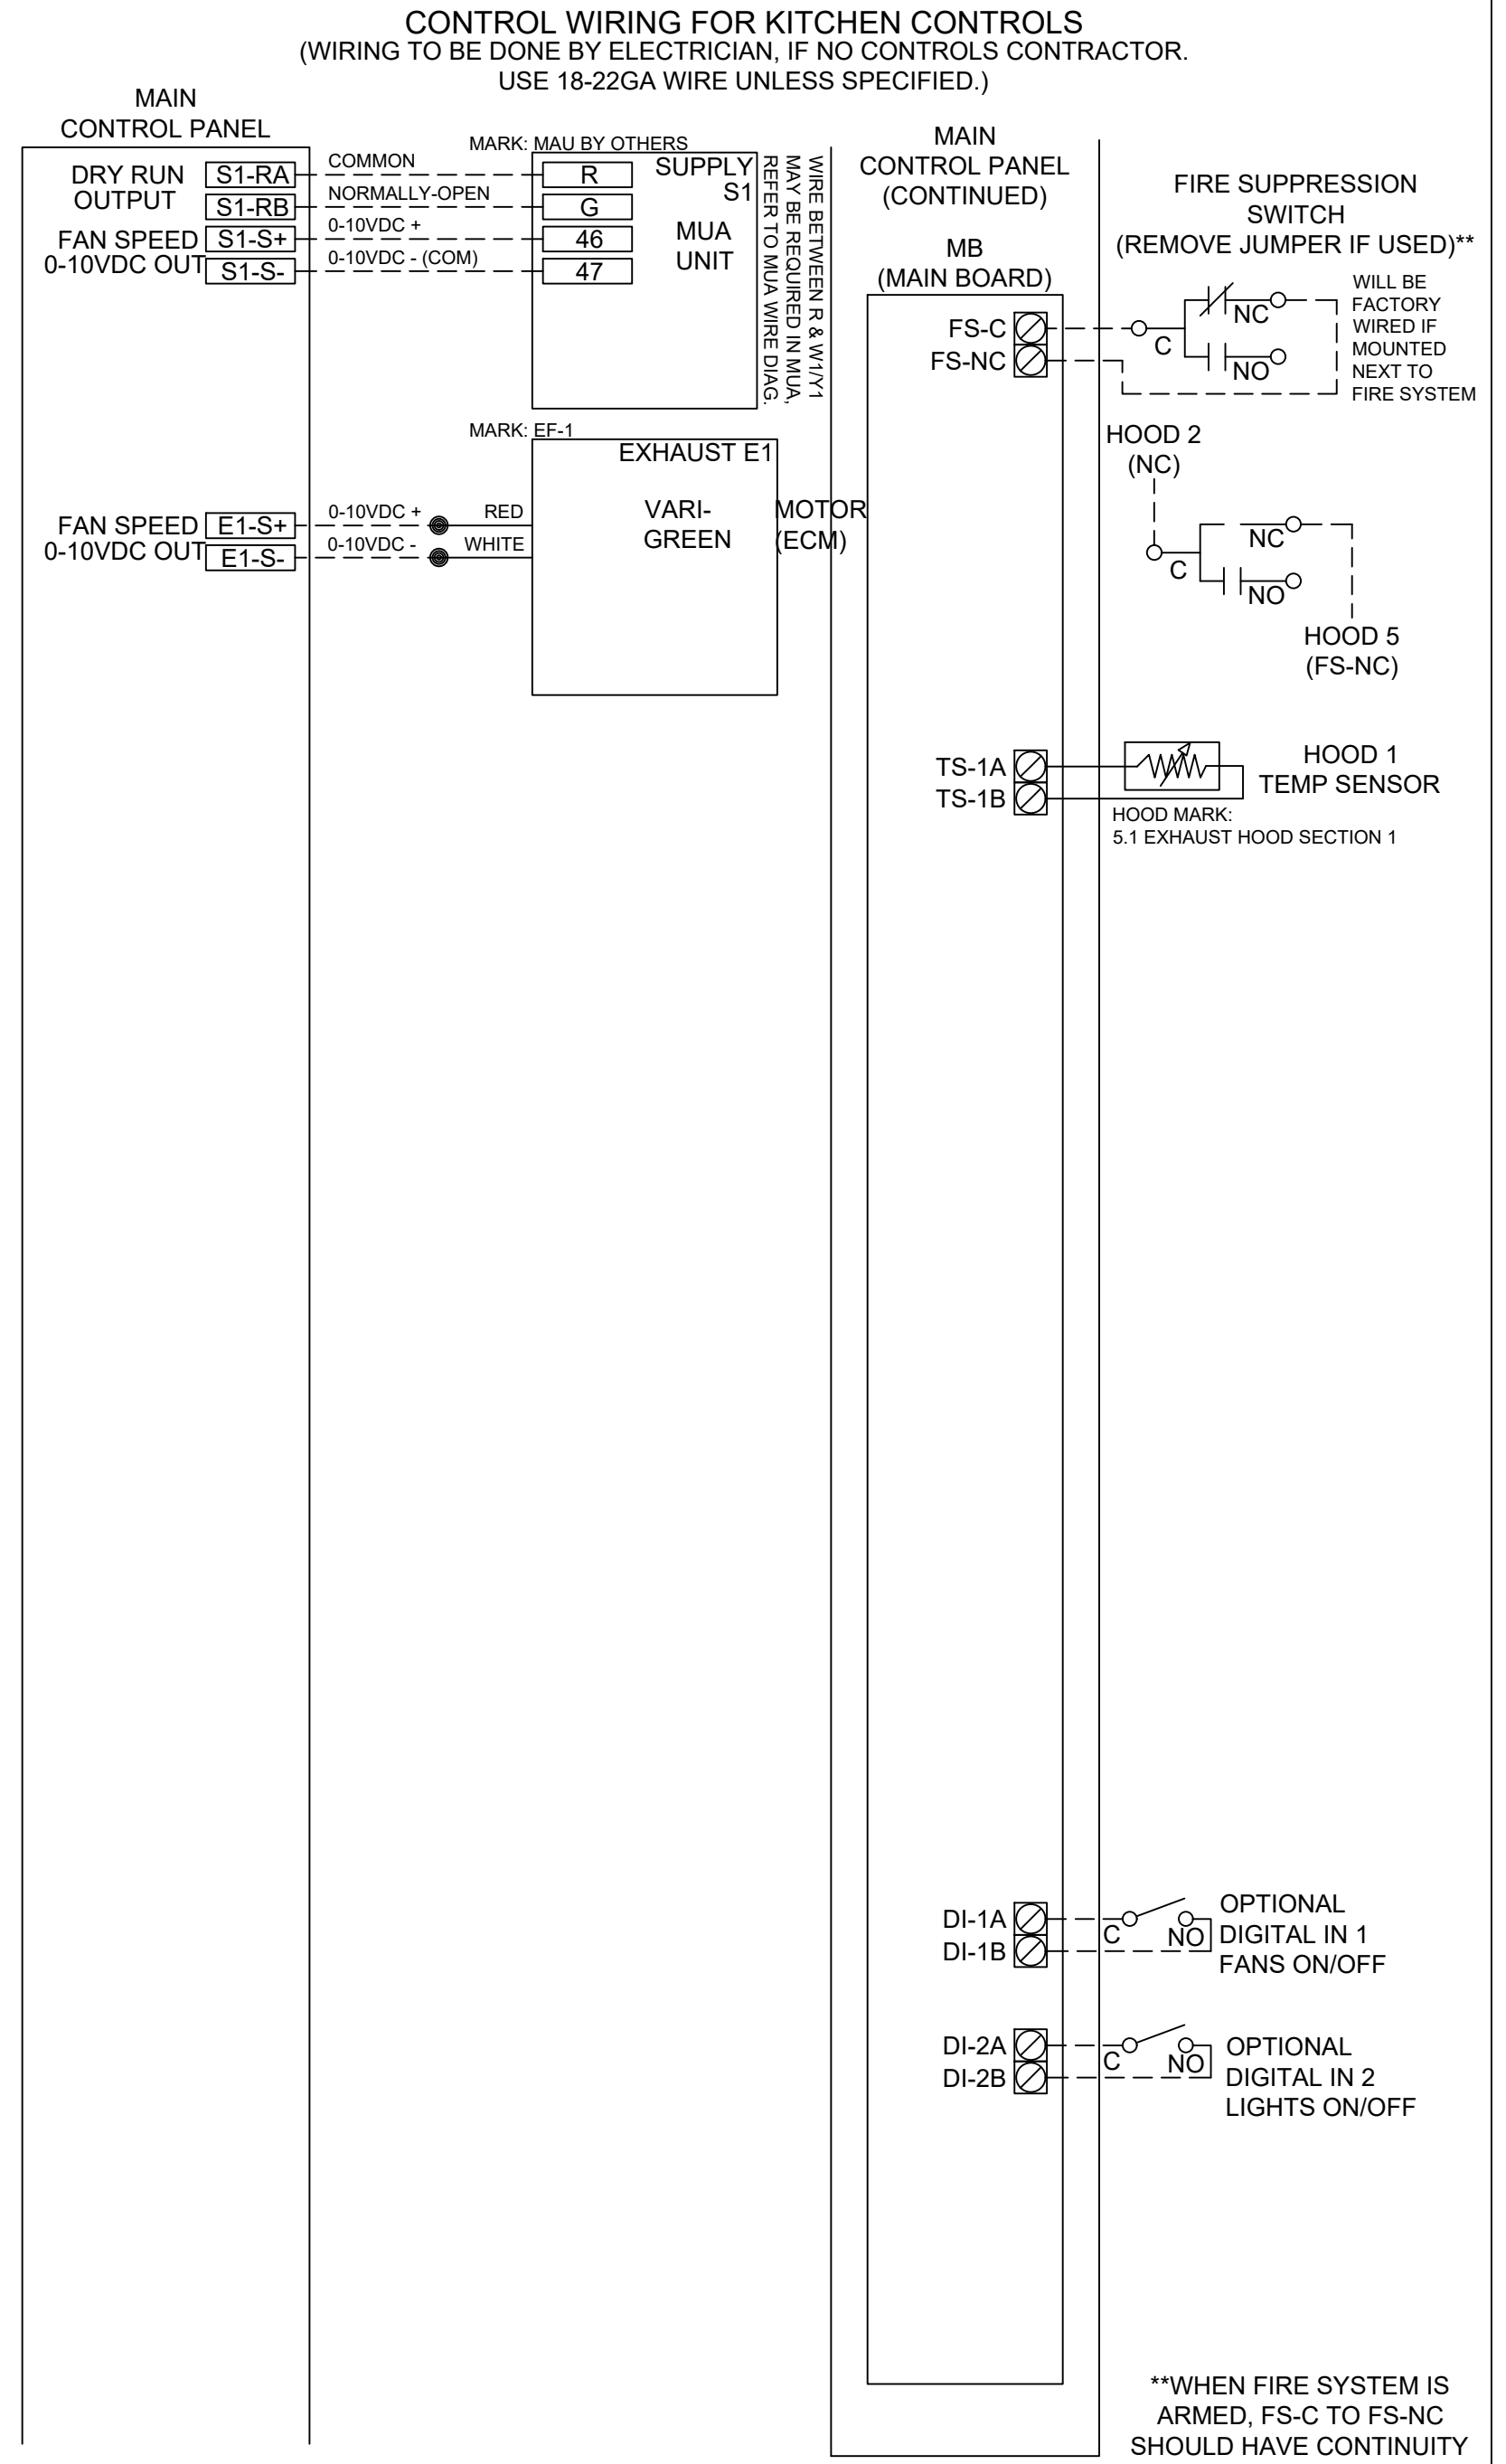 CONTROL WIRING FOR KITCHEN CONTROLS
(WIRING TO BE DONE BY ELECTRICIAN, IF NO CONTROLS CONTRACTOR.
USE 18-22GA WIRE UNLESS SPECIFIED.)
MAIN
CONTROL PANEL
DRY RUN
OUTPUT
S1-RA
S1-RB
FAN SPEED
0-10VDC OUT
S1-S+
S1-S-
COMMON
NORMALLY-OPEN
0-10VDC +
0-10VDC - (COM)
MARK: MAU BY OTHERS
R
G
46
47
SUPPLY
S1
MUA
UNIT
WIRE BETWEEN R & W1/Y1
MAY BE REQUIRED IN MUA,
REFER TO MUA WIRE DIAG.
FAN SPEED
0-10VDC OUT
E1-S+
E1-S-
0-10VDC +
0-10VDC -
RED
WHITE
MARK: EF-1
EXHAUST E1
VARI-
GREEN
MOTOR
(ECM)
MAIN
CONTROL PANEL
(CONTINUED)
MB
(MAIN BOARD)
FS-C
FS-NC
FIRE SUPPRESSION
SWITCH
(REMOVE JUMPER IF USED)**
C
NC
NO
WILL BE
FACTORY
WIRED IF
MOUNTED
NEXT TO
FIRE SYSTEM
HOOD 2
(NC)
C
NC
NO
HOOD 5
(FS-NC)
TS-1A
TS-1B
HOOD 1
TEMP SENSOR
HOOD MARK:
5.1 EXHAUST HOOD SECTION 1
DI-1A
DI-1B
C
NO
OPTIONAL
DIGITAL IN 1
FANS ON/OFF
DI-2A
DI-2B
C
NO
OPTIONAL
DIGITAL IN 2
LIGHTS ON/OFF
**WHEN FIRE SYSTEM IS
ARMED, FS-C TO FS-NC
SHOULD HAVE CONTINUITY